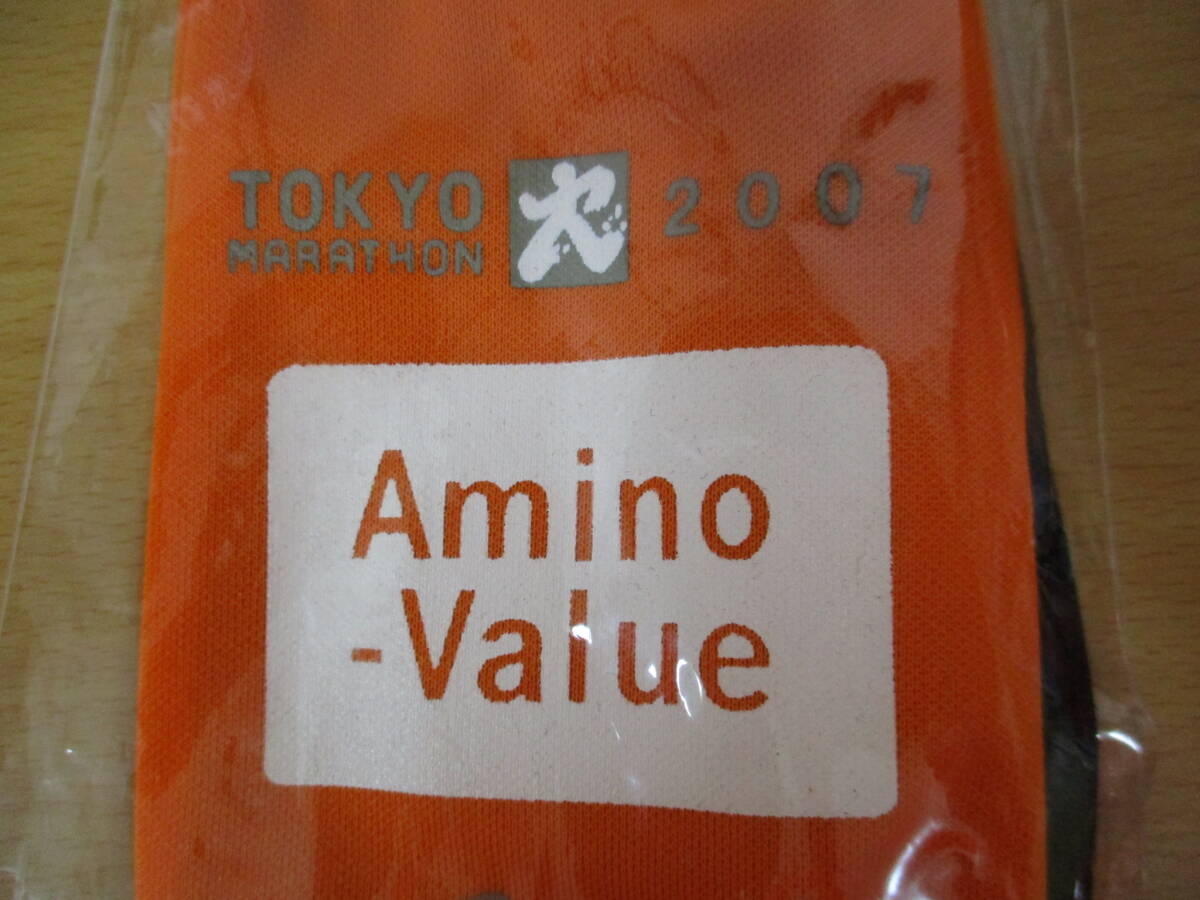 TOKYO 2007
MARATHON
Amino
-Value